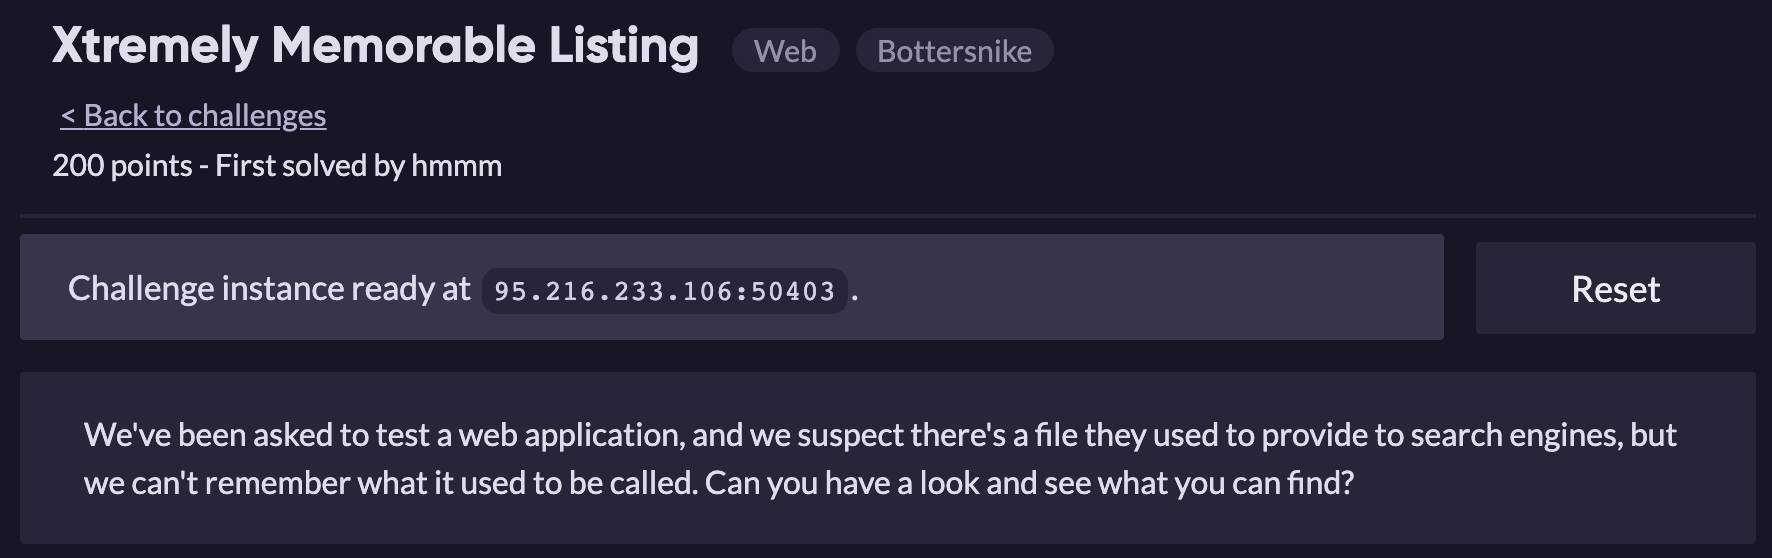 Xtremely Memorable Listing Web Bottersnike
< Back to challenges
200 points - First solved by hmmm
Challenge instance ready at 95.216.233.106:50403. Reset
We've been asked to test a web application, and we suspect there's a file they used to provide to search engines, but
we can't remember what it used to be called. Can you have a look and see what you can find?